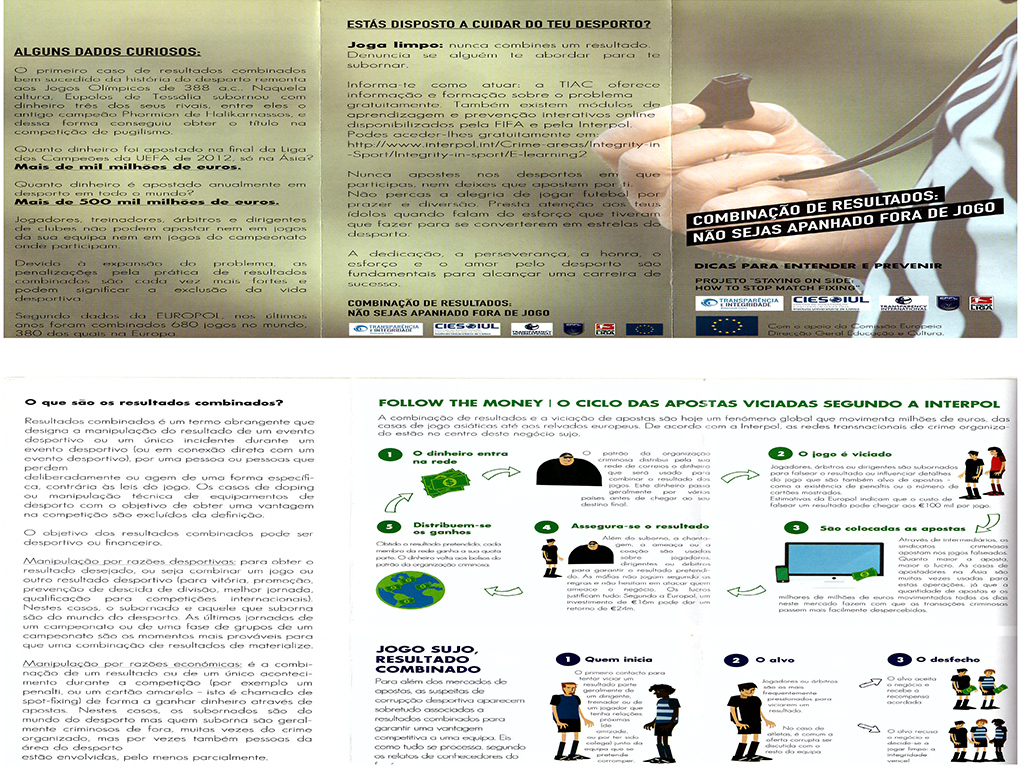 ALGUNS DADOS CURIOSOS:
O primeiro caso de resultados combinados
bem sucedido da história do desporto remonta
aos Jogos Olímpicos de 388 a.c.. Naquela
altura, Eupolos de Tessália subornou com
dinheiro três dos seus rivais, entre eles o
antigo campeão Phormion de Halikarnassos, e
dessa forma conseguiu obter o título na
competição de pugilismo.
Quanto dinheiro foi apostado na final da Liga
dos Campeões da UEFA de 2012, só na Ásia?
Mais de mil milhões de euros.
Quanto dinheiro é apostado anualmente em
desporto em todo o mundo?
Mais de 500 mil milhões de euros.
Jogadores, treinadores, árbitros e dirigentes
de clubes não podem apostar nem em jogos
da sua equipa nem em jogos do campeonato
onde participam.
Devido à expansão do problema, as
penalizações pela prática de resultados
combinados são cada vez mais fortes e
podem significar a exclusão da vida
desportiva.
Segundo dados da EUROPOL, nos últimos
anos foram combinados 680 jogos no mundo,
380 dos quais na Europa.
ESTÁS DISPOSTO A CUIDAR DO TEU DESPORTO?
Joga limpo: nunca combines um resultado.
Denuncia se alguém te abordar para te
subornar.
Informa-te como atuar: a TIAC oferece
informação e formação sobre o problema
gratuitamente. Também existem módulos de
aprendizagem e prevenção interativos online
disponibilizados pela FIFA e pela Interpol.
Podes aceder-lhes gratuitamente em:
http://www.interpol.int/Crime-areas/Integrity-in
-Sport/Integrity-in-sport/E-learning2
Nunca apostes nos desportos em que
participas, nem deixes que apostem por ti.
Não percas a alegria de jogar futebol por
prazer e diversão. Presta atenção aos teus
ídolos quando falam do esforço que tiveram
que fazer para se converterem em estrelas do
desporto.
A dedicação, a perseverança, a honra, o
esforço e o amor pelo desporto são
fundamentais para alcançar uma carreira de
sucesso.
COMBINAÇÃO DE RESULTADOS:
NÃO SEJAS APANHADO FORA DE JOGO
TRANSPARÊNCIA
E INTEGRIDADE
CIES IUL
TRANSPARENCY
INTERNATIONAL
LIGA
COMBINAÇÃO DE RESULTADOS:
NÃO SEJAS APANHADO FORA DE JOGO
DICAS PARA ENTENDER E PREVENIR
PROJETO "STAYING ON SIDE:
HOW TO STOP MATCH FIXING"
TRANSPARÊNCIA
E INTEGRIDADE
CIES IUL
TRANSPARENCY
INTERNATIONAL
LIGA
Com o apoio da Comissão Europeia
Direcção Geral Educação e Cultura.
O que são os resultados combinados?
Resultados combinados é um termo abrangente que
designa a manipulação do resultado de um evento
desportivo ou um único incidente durante um
evento desportivo (ou em conexão direta com um
evento desportivo), por uma pessoa ou pessoas que
perdem
deliberadamente ou agem de uma forma especifi-
ca, contrária às leis do jogo. Os casos de doping
ou manipulação técnica de equipamentos de
desporto com o objetivo de obter uma vantagem
na competição são excluídos da definição.
O objetivo dos resultados combinados pode ser
desportivo ou financeiro.
Manipulação por razões desportivas: para obter o
resultado desejado, ou seja combinar um jogo ou
outro resultado desportivo (para vitória, promoção,
prevenção de descida de divisão, melhor jornada,
qualificação para competições internacionais).
Nestes casos, o subornado e aquele que suborna
são do mundo do desporto. As últimas jornadas de
um campeonato ou de uma fase de grupos de um
campeonato são os momentos mais prováveis para
que uma combinação de resultados de materialize.
Manipulação por razões económicas: é a combi-
nação de um resultado ou de um único aconteci-
mento durante a competição (por exemplo um
penalti, ou um cartão amarelo – isto é chamado de
spot-fixing) de forma a ganhar dinheiro através de
apostas. Nestes casos, os subornados são do
mundo do desporto mas quem suborna são geral-
mente criminosos de fora, muitas vezes do crime
organizado, mas por vezes também pessoas da
área do desporto
estão envolvidas, pelo menos parcialmente.
FOLLOW THE MONEY | O CICLO DAS APOSTAS VICIADAS SEGUNDO A INTERPOL
A combinação de resultados e a viciação de apostas são hoje um fenómeno global que movimenta milhões de euros, das
casas de jogo asiáticas até aos relvados europeus. De acordo com a Interpol, as redes transnacionais de crime organiza-
do estão no centro deste negócio sujo.
1 O dinheiro entra
na rede
O patrão da organização
criminosa distribui pela sua
rede de correios o dinheiro
que será usado para
combinar o resultado dos
jogos. Este dinheiro passa
geralmente por vários
países antes de chegar ao seu
destino final.
2 O jogo é viciado
Jogadores, árbitros ou dirigentes são subornados
para falsear o resultado ou influenciar detalhes
do jogo que são também alvo de apostas -
como a existência de penaltis ou o número de
cartões mostrados.
Estimativas da Europol indicam que o custo de
falsear um resultado pode chegar aos €100 mil por jogo.
3 São colocadas as apostas
Através de intermediários, os
sindicatos criminosos
apostam nos jogos falseados.
Quanto maior a aposta,
maior o lucro. As casas de
apostadores na Ásia são
muitas vezes usadas para
estas operações, já que a
quantidade de apostas e os
milhares de milhões de euros movimentados todos os dias
neste mercado fazem com que as transações criminosas
passem mais facilmente despercebidas.
4 Assegura-se o resultado
Além do suborno, a chanta-
gem, a ameaça ou a
coação são usadas
sobre jogadores,
dirigentes ou árbitros
para garantir o resultado pretendi-
do. As máfias não jogam segundo as
regras e não hesitam em atacar quem
ameace o negócio. Os lucros
justificam tudo: Segundo a Europol, um
investimento de €16m pode dar um
retorno de €24m.
5 Distribuem-se
os ganhos
Obtido o resultado pretendido, cada
membro da rede ganha a sua quota
parte. O dinheiro volta aos bolsos do
patrão da organização criminosa.
JOGO SUJO,
RESULTADO
COMBINADO
Para além dos mercados de
apostas, as suspeitas de
corrupção desportiva aparecem
sobretudo associadas a
resultados combinados para
garantir uma vantagem
competitiva a uma equipa. Eis
como tudo se processa, segundo
os relatos de conhecedores do
1 Quem inicia
O primeiro contacto para
tentar viciar um
resultado parte
geralmente de
um dirigente,
treinador ou de
um jogador que
tenha relações
próximas
(de
amizade,
ou por ter sido
colega) junto da
equipa que se
pretende
corromper.
2 O alvo
Jogadores ou árbitros
são os mais
frequentemente
pressionados para
viciarem um
resultado
No caso de
atletas, é comum a
oferta corrupta ser
discutida com o
resto da equipa
3 O desfecho
O alvo aceita
o negócio e
recebe a
recompensa
acordada
O alvo recusa
o negócio e
decide-se a
jogar limpo: a
integridade
vence!